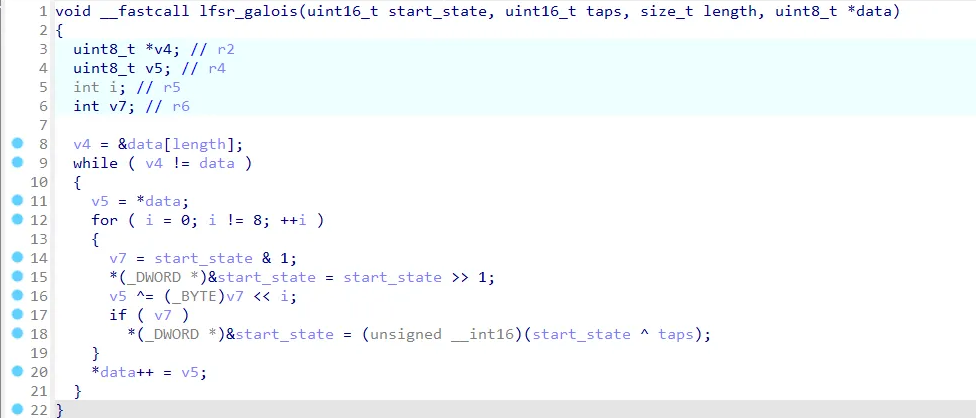 1 void __fastcall lfsr_galois(uint16_t start_state, uint16_t taps, size_t length, uint8_t *data)
2 {
3   uint8_t *v4; // r2
4   uint8_t v5; // r4
5   int i; // r5
6   int v7; // r6
7
8   v4 = &data[length];
9   while ( v4 != data )
10   {
11     v5 = *data;
12     for ( i = 0; i != 8; ++i )
13     {
14       v7 = start_state & 1;
15       *(_DWORD *)&start_state = start_state >> 1;
16       v5 ^= (_BYTE)v7 << i;
17       if ( v7 )
18         *(_DWORD *)&start_state = (unsigned __int16)(start_state ^ taps);
19     }
20     *data++ = v5;
21   }
22 }